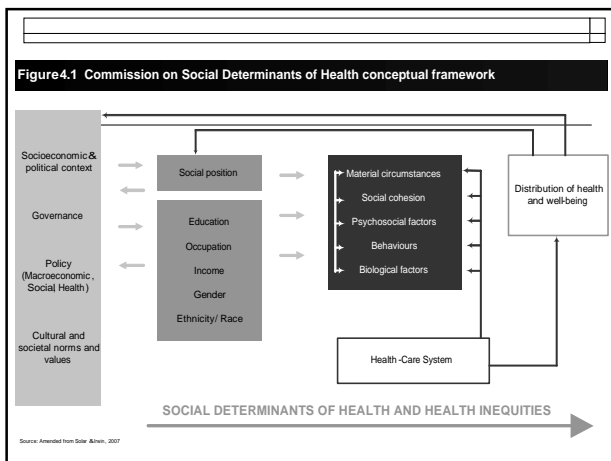 Figure4.1 Commission on Social Determinants of Health conceptual framework
Socioeconomic&
political context
Governance
Policy
(Macroeconomic,
Social, Health)
Cultural and
societal norms and
values
Social position
Education
Occupation
Income
Gender
Ethnicity/ Race
Material circumstances
Social cohesion
Psychosocial factors
Behaviours
Biological factors
Distribution of health
and well-being
Health -Care System
SOCIAL DETERMINANTS OF HEALTH AND HEALTH INEQUITIES
Source: Amended from Solar & Irwin, 2007